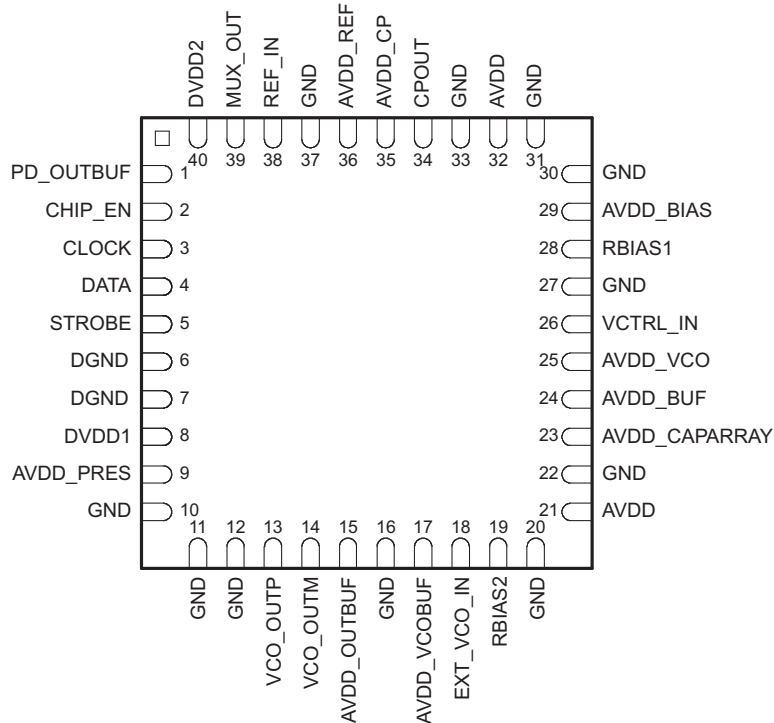 DVDD2
MUX_OUT
REF_IN
GND
AVDD_REF
AVDD_CP
CPOUT
GND
AVDD
GND
40 39 38 37 36 35 34 33 32 31
PD_OUTBUF 1
CHIP_EN 2
CLOCK 3
DATA 4
STROBE 5
DGND 6
DGND 7
DVDD1 8
AVDD_PRES 9
GND 10
30 GND
29 AVDD_BIAS
28 RBIAS1
27 GND
26 VCTRL_IN
25 AVDD_VCO
24 AVDD_BUF
23 AVDD_CAPARRAY
22 GND
21 AVDD
11 12 13 14 15 16 17 18 19 20
GND
GND
VCO_OUTP
VCO_OUTM
AVDD_OUTBUF
GND
AVDD_VCOBUF
EXT_VCO_IN
RBIAS2
GND